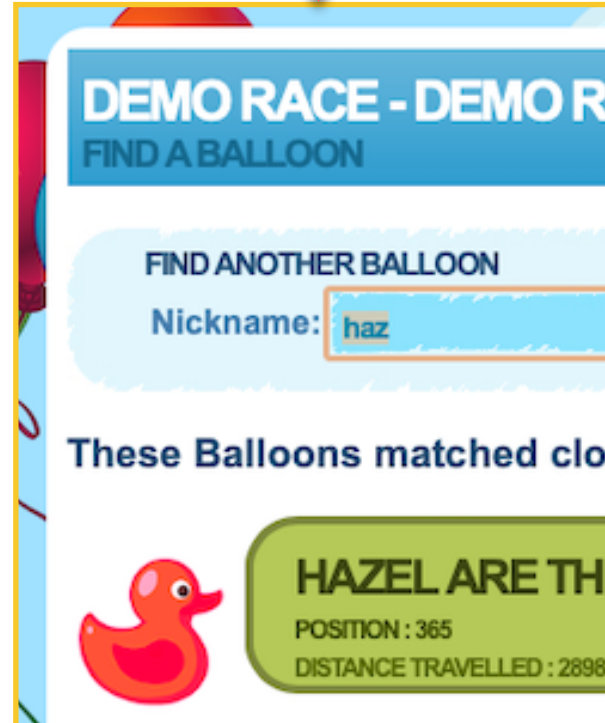 DEMO RACE - DEMO R
FIND A BALLOON
FIND ANOTHER BALLOON
Nickname: haz
These Balloons matched clo
HAZEL ARE TH
POSITION : 365
DISTANCE TRAVELLED : 2898